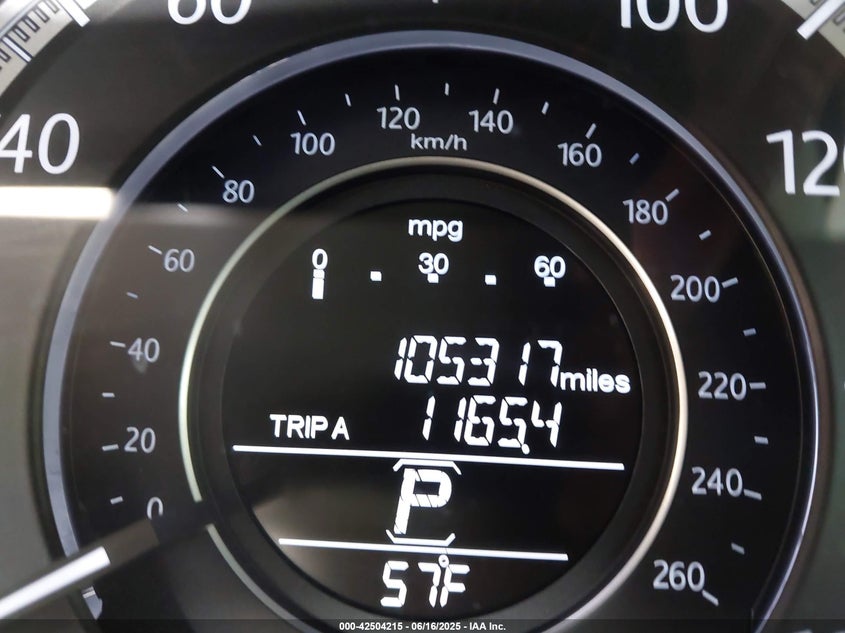 60 100
40 120
120 140
100 km/h 160
80 180
mpg
60 0 30 60 200
40 105317 miles 220
TRIP A 1165.4
20 240
P
0
57°F 260
000-42504215 - 06/16/2025 - IAA Inc.